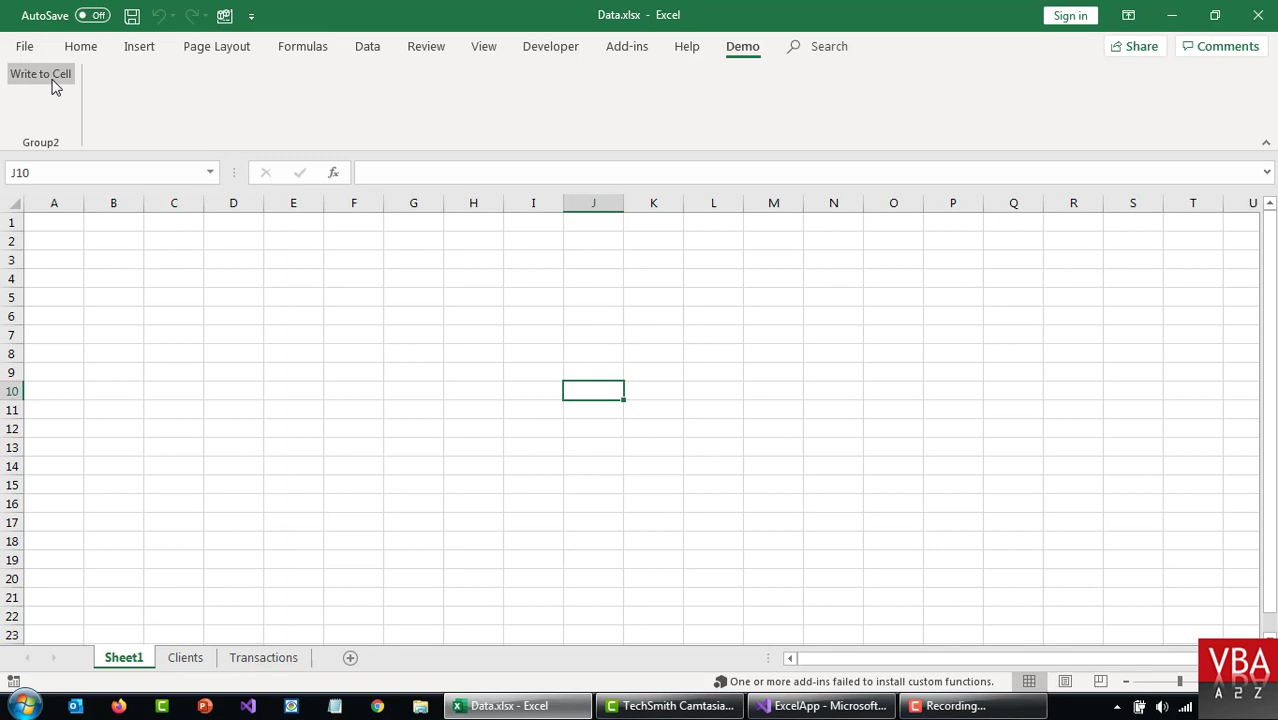 AutoSave Off
Data.xlsx - Excel
Sign in
File Home Insert Page Layout Formulas Data Review View Developer Add-ins Help Demo Search Share Comments
Write to Cell
Group2
J10 fx
A B C D E F G H I J K L M N O P Q R S T U
1
2
3
4
5
6
7
8
9
10
11
12
13
14
15
16
17
18
19
20
21
22
23
Sheet1 Clients Transactions
One or more add-ins failed to install custom functions.
VBA
A 2 Z
Data.xlsx - Excel TechSmith Camtasia... ExcelApp - Microsoft... Recording...